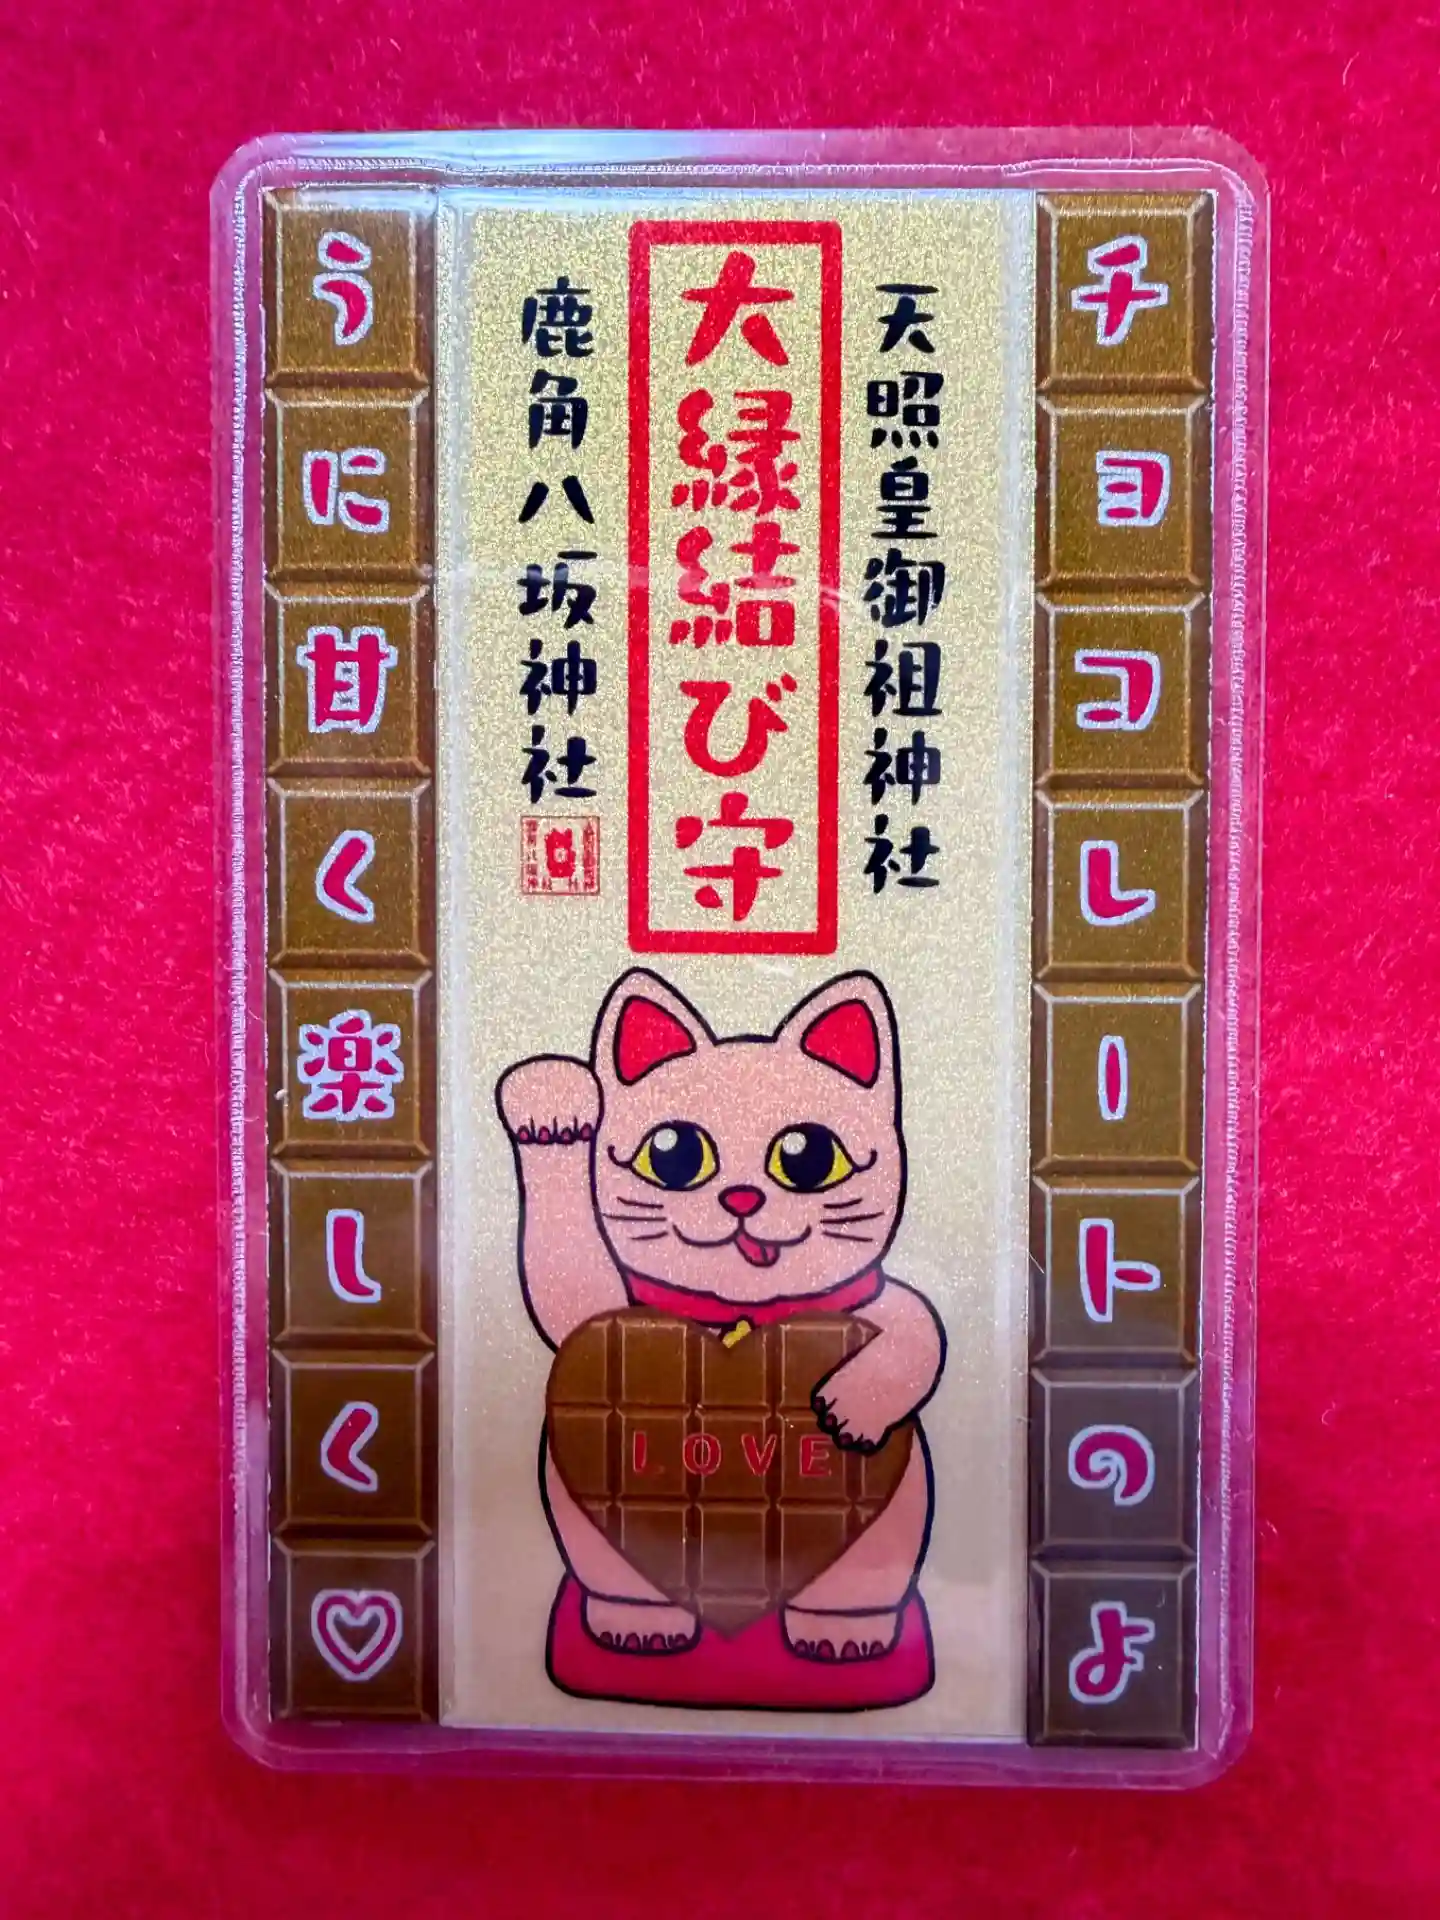 チョコレートのよ
天照皇御祖神社
大縁結び守
鹿角八坂神社
うに甘く楽しく♡
LOVE